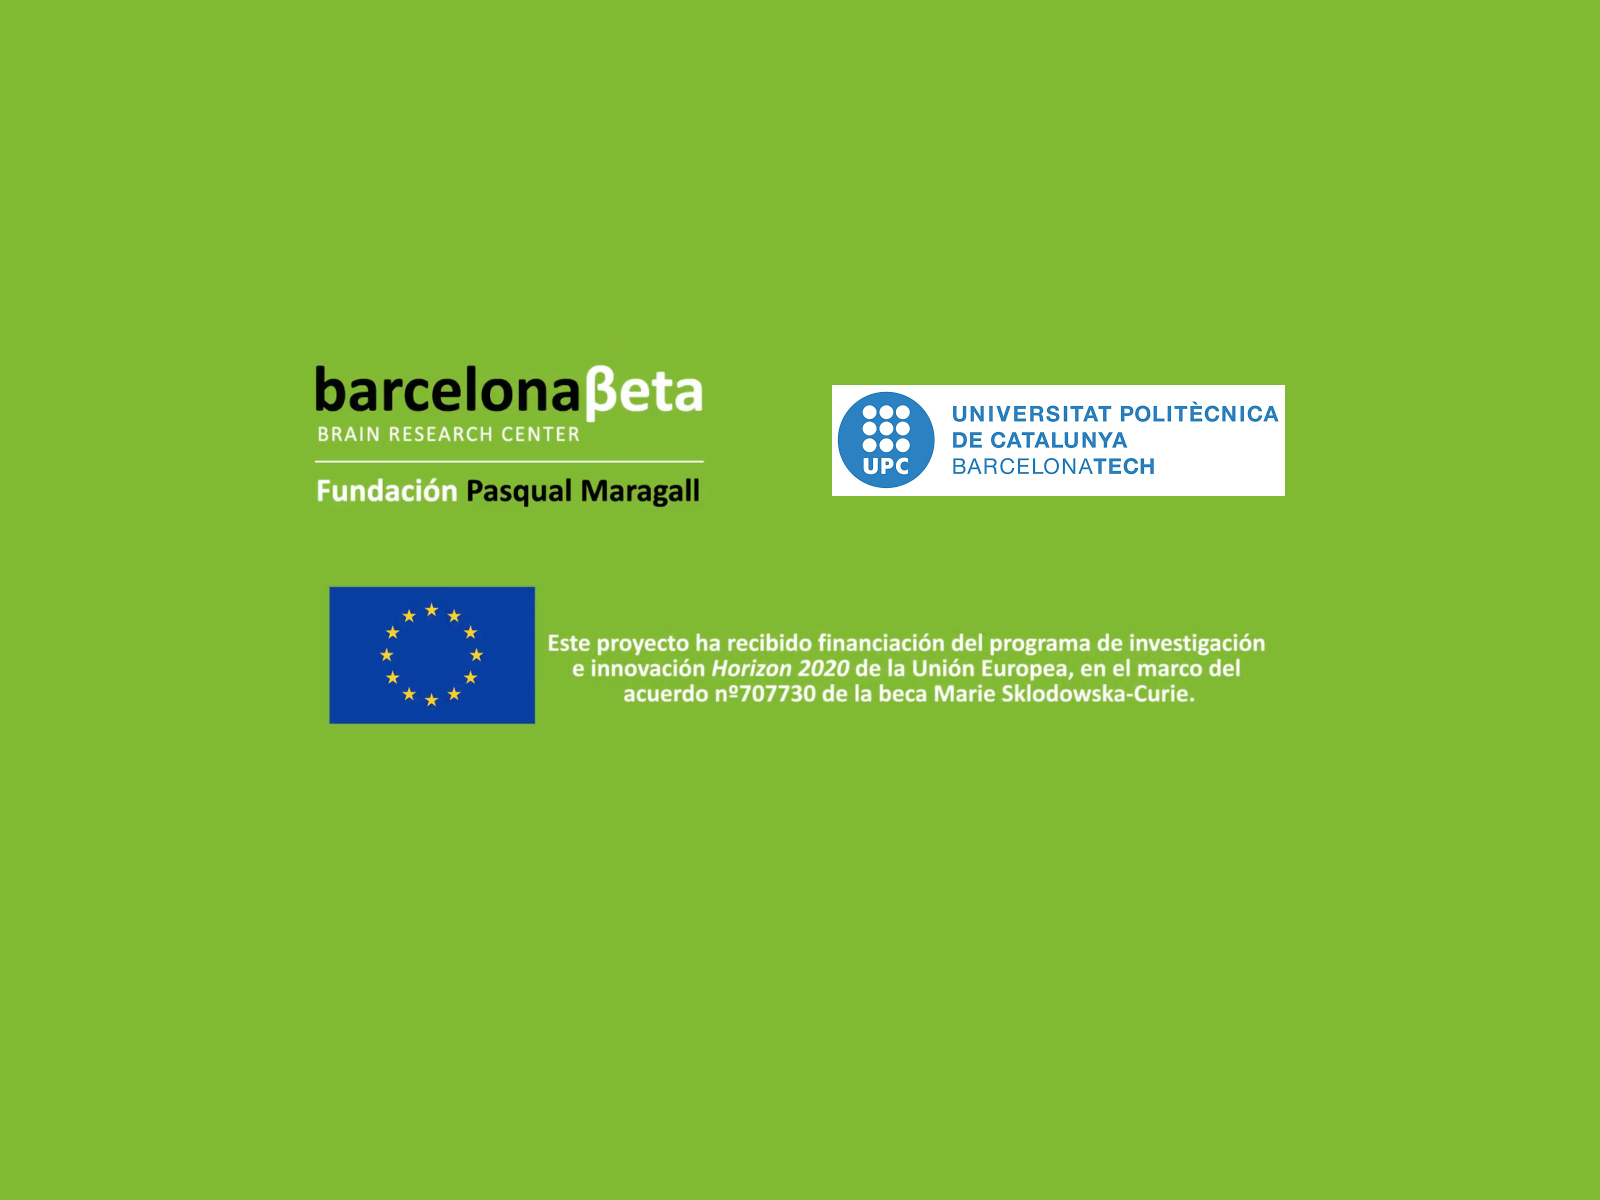 barcelonaβeta
BRAIN RESEARCH CENTER
Fundación Pasqual Maragall
UPC
UNIVERSITAT POLITÈCNICA
DE CATALUNYA
BARCELONATECH
Este proyecto ha recibido financiación del programa de investigación
e innovación Horizon 2020 de la Unión Europea, en el marco del
acuerdo nº707730 de la beca Marie Sklodowska-Curie.